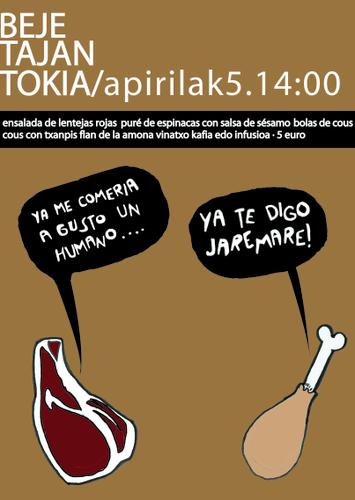 BEJE
TAJAN
TOKIA/apirilak5.14:00
ensalada de lentejas rojas puré de espinacas con salsa de sésamo bolas de cous
cous con txanpis flan de la amona vinatxo kafia edo infusioa · 5 euro
YA ME COMERIA
A GUSTO UN
HUMANO....
YA TE DIGO
JAREMARE!